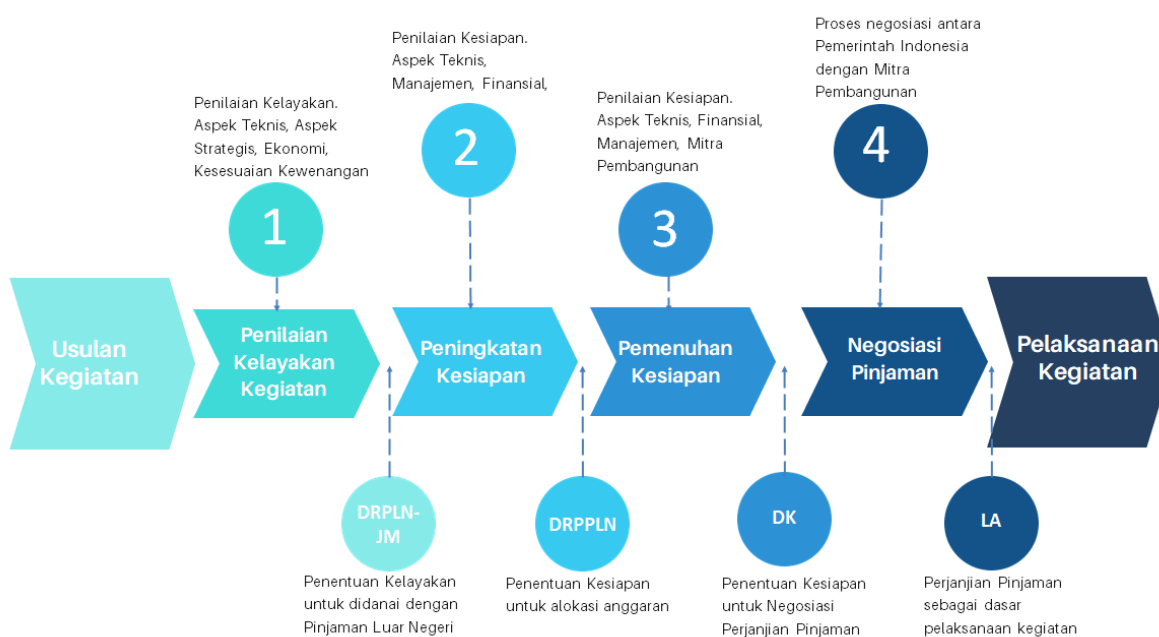 Penilaian Kelayakan.
Aspek Teknis, Aspek
Strategis, Ekonomi,
Kesesuaian Kewenangan
1
Penilaian Kesiapan.
Aspek Teknis,
Manajemen, Finansial,
2
Penilaian Kesiapan.
Aspek Teknis, Finansial,
Manajemen, Mitra
Pembangunan
3
Proses negosiasi antara
Pemerintah Indonesia
dengan Mitra
Pembangunan
4
Usulan
Kegiatan
Penilaian
Kelayakan
Kegiatan
Peningkatan
Kesiapan
Pemenuhan
Kesiapan
Negosiasi
Pinjaman
Pelaksanaan
Kegiatan
DRPLN-
JM
Penentuan Kelayakan
untuk didanai dengan
Pinjaman Luar Negeri
DRPPLN
Penentuan Kesiapan
untuk alokasi anggaran
DK
Penentuan Kesiapan
untuk Negosiasi
Perjanjian Pinjaman
LA
Perjanjian Pinjaman
sebagai dasar
pelaksanaan kegiatan